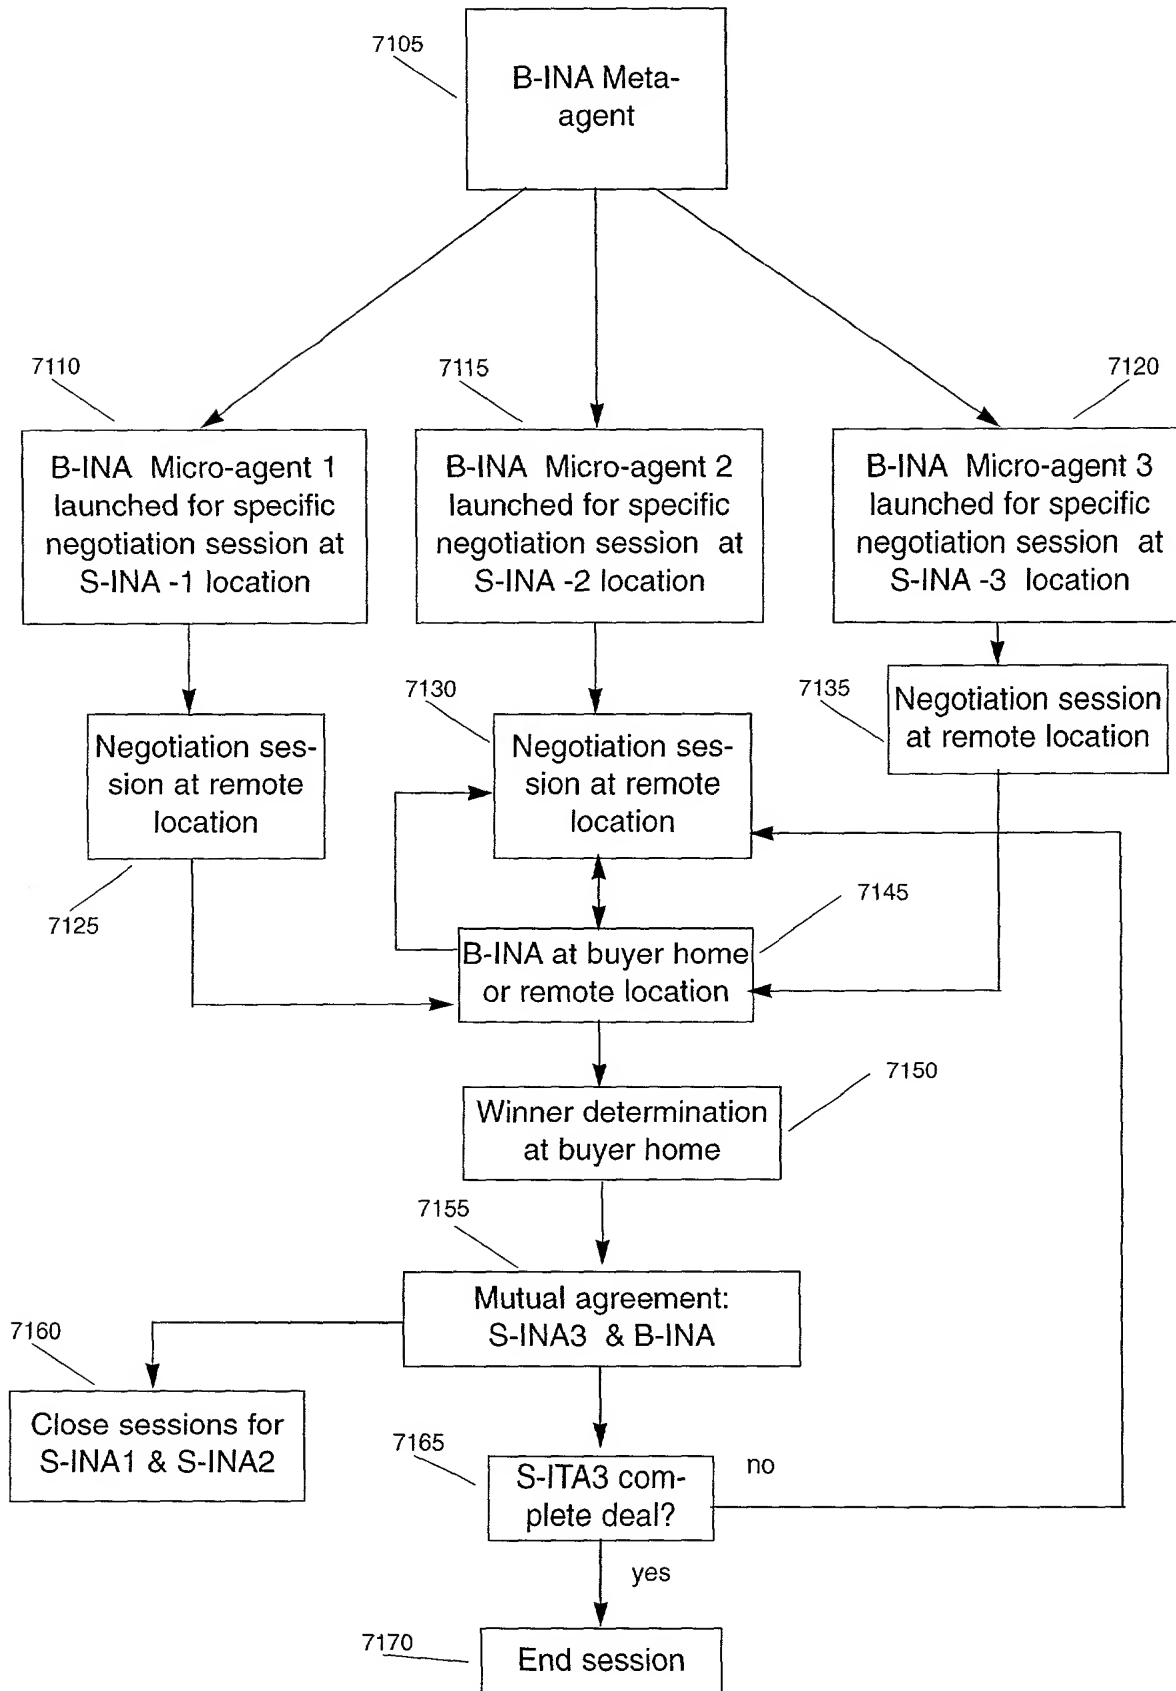 7105
B-INA Meta-
agent
7110
7115
7120
B-INA Micro-agent 1
launched for specific
negotiation session at
S-INA -1 location
B-INA Micro-agent 2
launched for specific
negotiation session at
S-INA -2 location
B-INA Micro-agent 3
launched for specific
negotiation session at
S-INA -3 location
7125
Negotiation ses-
sion at remote
location
7130
Negotiation ses-
sion at remote
location
7135
Negotiation session
at remote location
7145
B-INA at buyer home
or remote location
7150
Winner determination
at buyer home
7155
Mutual agreement:
S-INA3 & B-INA
7160
Close sessions for
S-INA1 & S-INA2
7165
S-ITA3 com-
plete deal?
no
yes
7170
End session